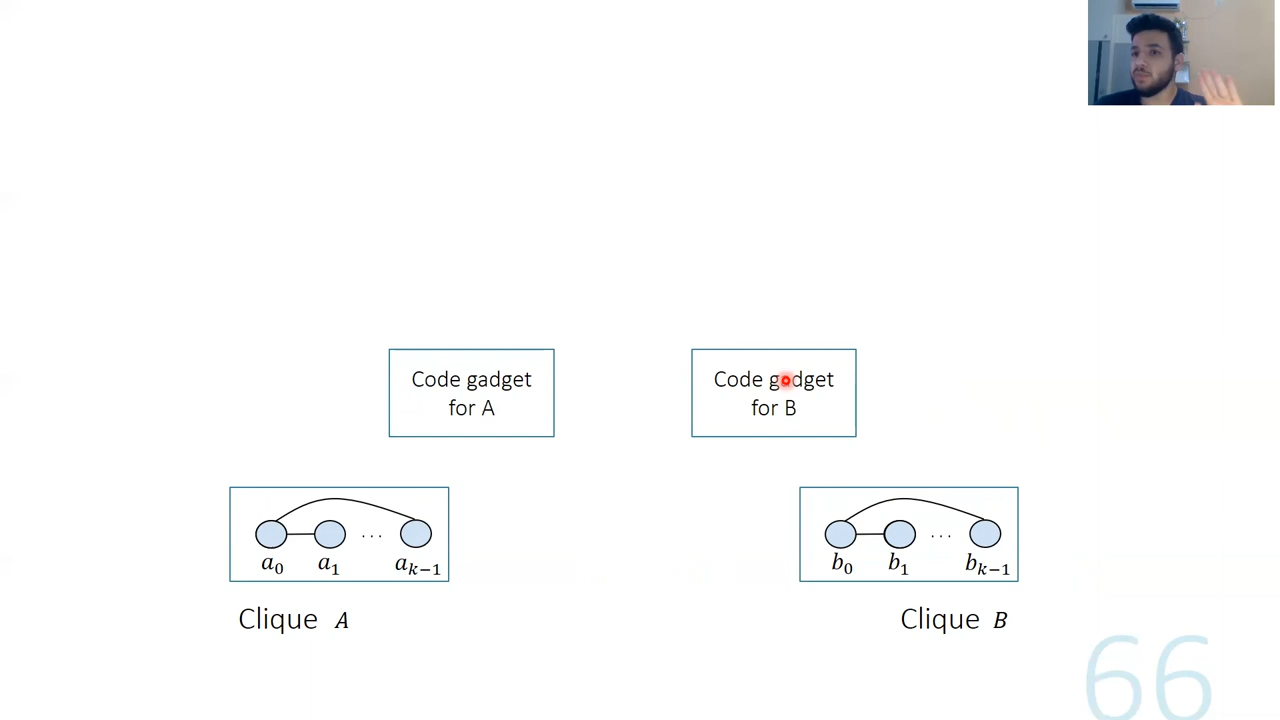 Code gadget
for A
Code gadget
for B
a₀ a₁ ... aₖ₋₁
b₀ b₁ ... bₖ₋₁
Clique A
Clique B
66